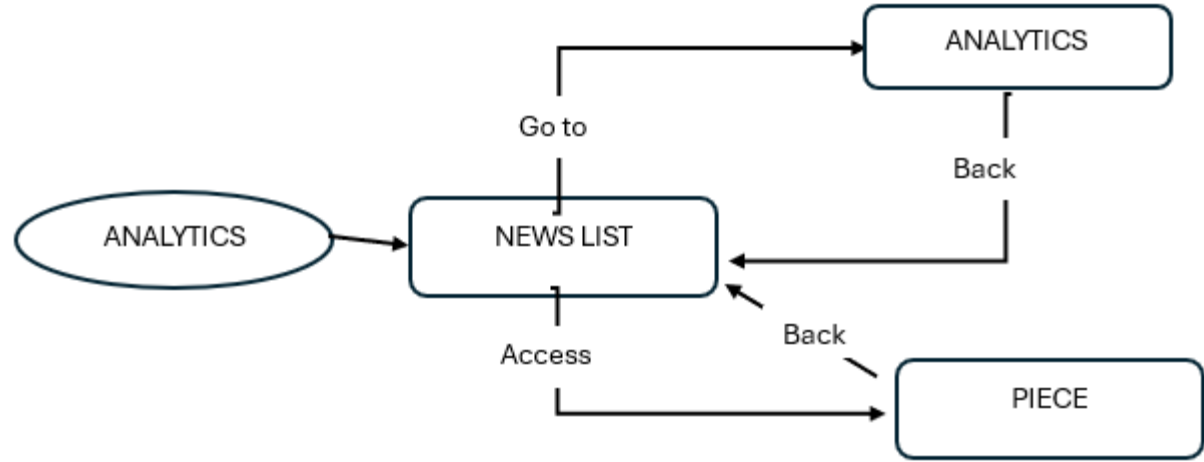 ANALYTICS
Go to
Back
ANALYTICS
NEWS LIST
Back
Access
PIECE